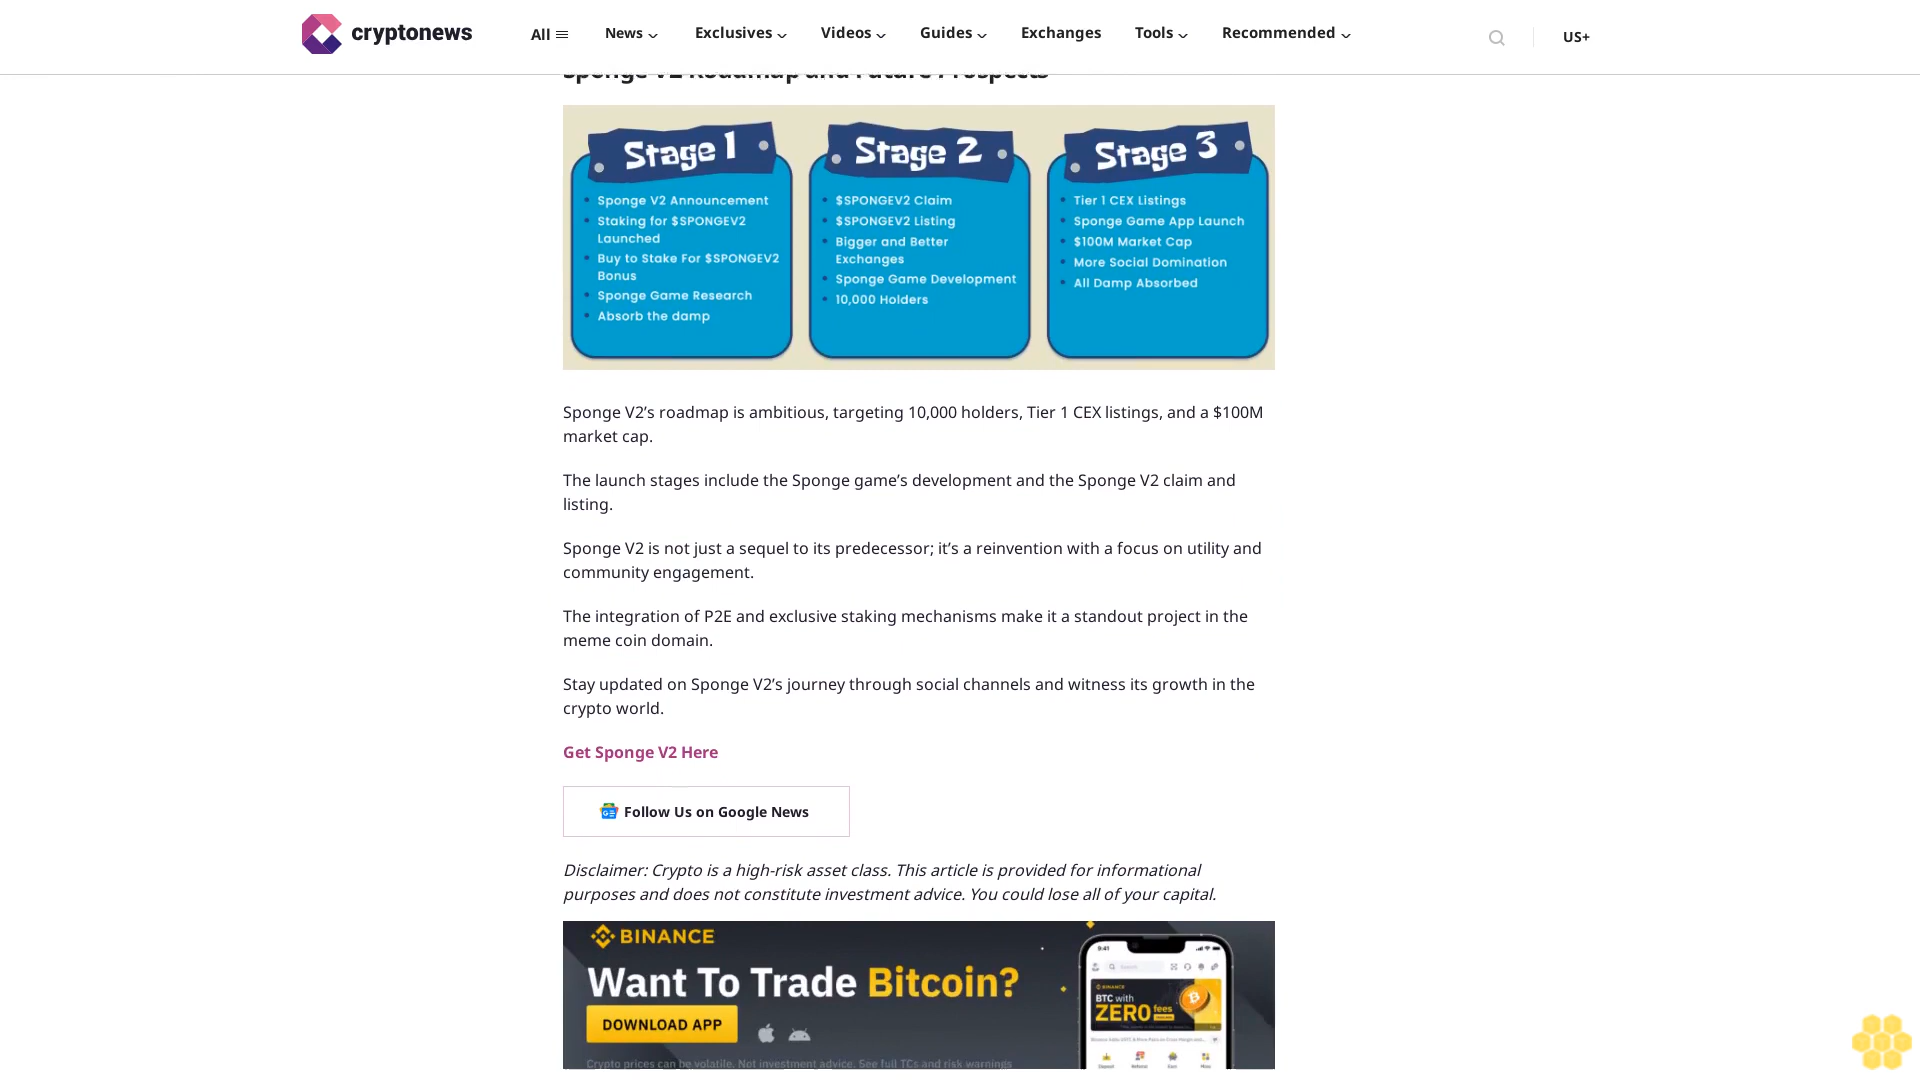 cryptonews
All
News
Exclusives
Videos
Guides
Exchanges
Tools
Recommended
US+
Sponge V2 Roadmap and Future Prospects
Stage 1
Sponge V2 Announcement
Staking for $SPONGEV2
Launched
Buy to Stake For $SPONGEV2
Bonus
Sponge Game Research
Absorb the damp
Stage 2
$SPONGEV2 Claim
$SPONGEV2 Listing
Bigger and Better
Exchanges
Sponge Game Development
10,000 Holders
Stage 3
Tier 1 CEX Listings
Sponge Game App Launch
$100M Market Cap
More Social Domination
All Damp Absorbed
Sponge V2’s roadmap is ambitious, targeting 10,000 holders, Tier 1 CEX listings, and a $100M
market cap.
The launch stages include the Sponge game’s development and the Sponge V2 claim and
listing.
Sponge V2 is not just a sequel to its predecessor; it’s a reinvention with a focus on utility and
community engagement.
The integration of P2E and exclusive staking mechanisms make it a standout project in the
meme coin domain.
Stay updated on Sponge V2’s journey through social channels and witness its growth in the
crypto world.
Get Sponge V2 Here
Follow Us on Google News
Disclaimer: Crypto is a high-risk asset class. This article is provided for informational
purposes and does not constitute investment advice. You could lose all of your capital.
BINANCE
Want To Trade Bitcoin?
DOWNLOAD APP
Crypto prices can be volatile. Not investment advice. See full TCs and risk warnings
9:41
BINANCE
BTC with
ZERO fees